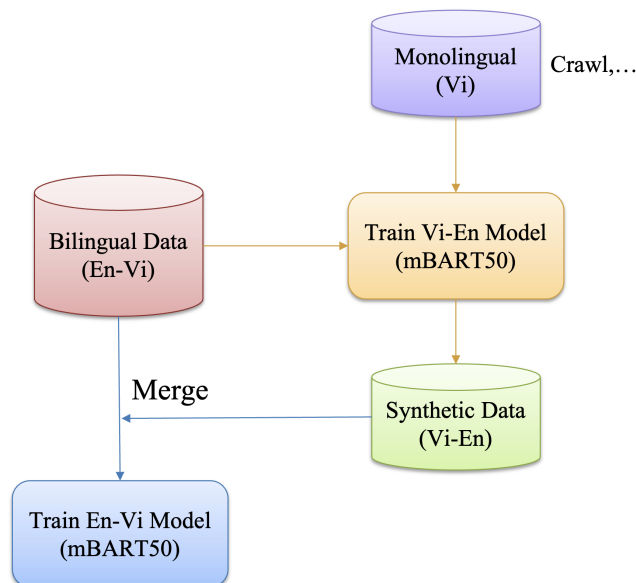 Monolingual
(Vi)
Crawl,...
Bilingual Data
(En-Vi)
Train Vi-En Model
(mBART50)
Merge
Synthetic Data
(Vi-En)
Train En-Vi Model
(mBART50)